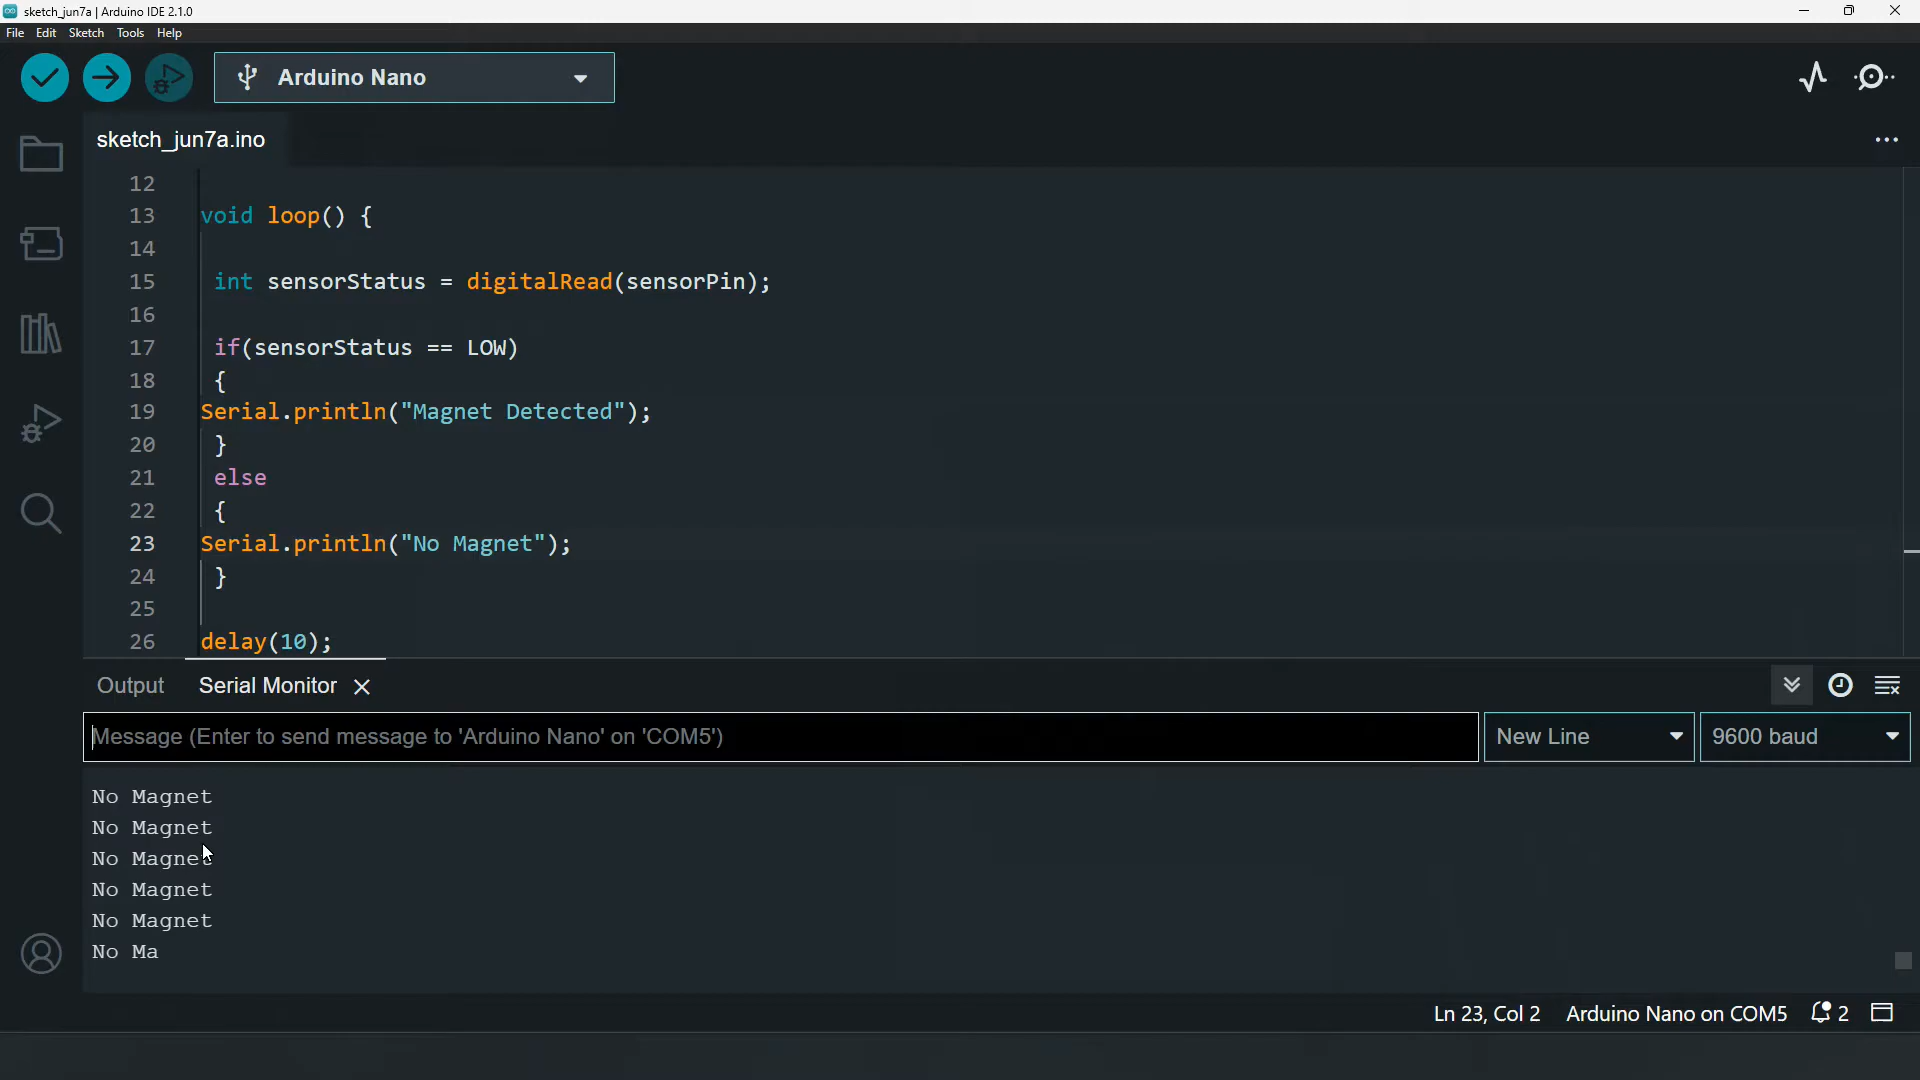 sketch_jun7a | Arduino IDE 2.1.0
File Edit Sketch Tools Help
Arduino Nano
sketch_jun7a.ino
12
13 void loop() {
14
15 int sensorStatus = digitalRead(sensorPin);
16
17 if(sensorStatus == LOW)
18 {
19 Serial.println("Magnet Detected");
20 }
21 else
22 {
23 Serial.println("No Magnet");
24 }
25
26 delay(10);
Output Serial Monitor
Message (Enter to send message to 'Arduino Nano' on 'COM5') New Line 9600 baud
No Magnet
No Magnet
No Magnet
No Magnet
No Magnet
No Ma
Ln 23, Col 2 Arduino Nano on COM5 2